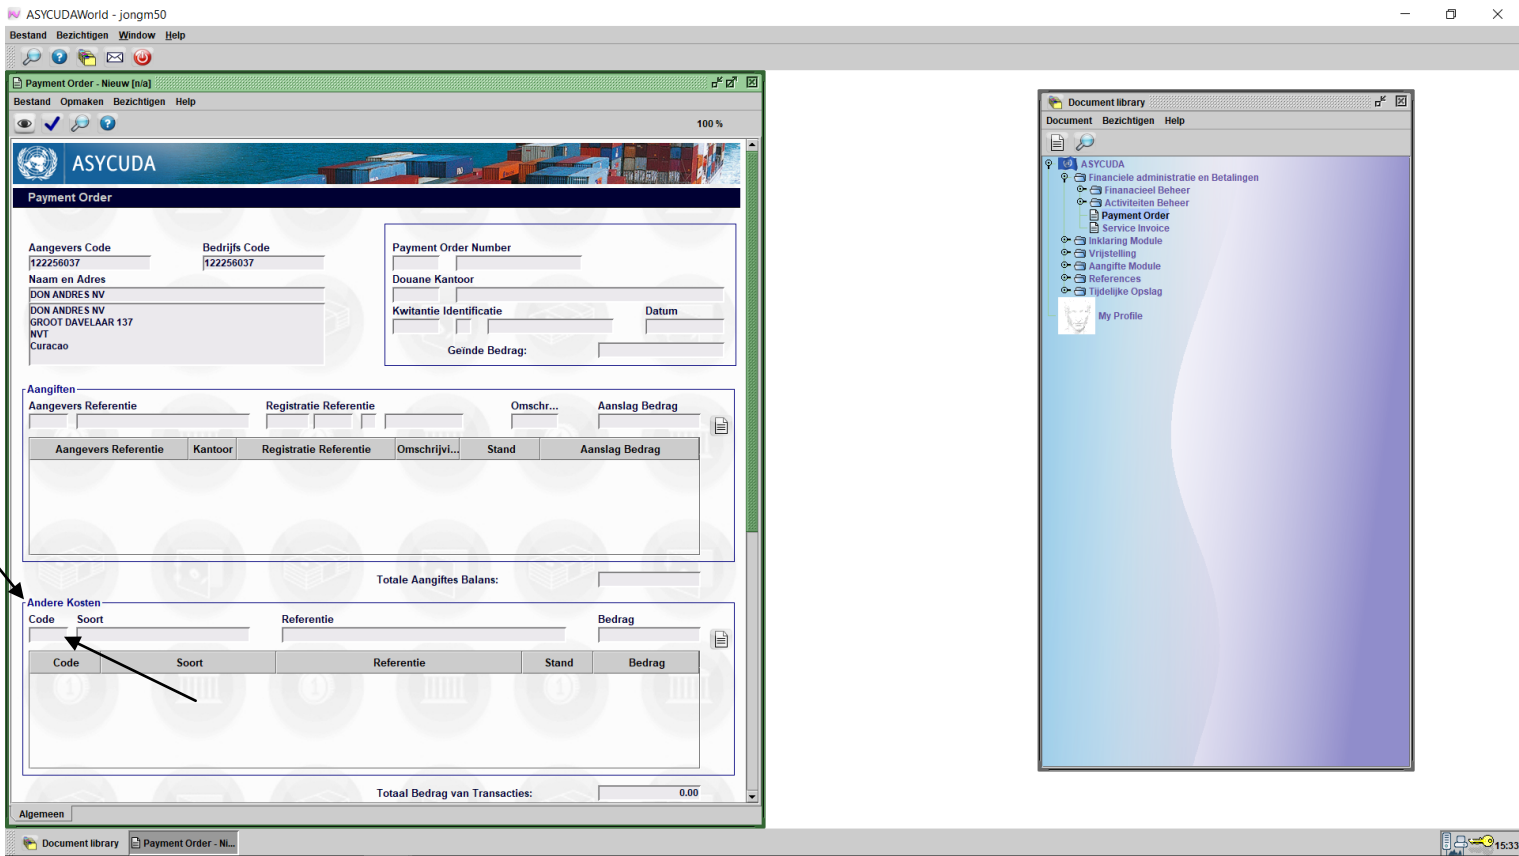 ASYCUDAWorld - jongm50
Bestand Bezichtigen Window Help
Payment Order - Nieuw [n/a]
Bestand Opmaken Bezichtigen Help
100 %
ASYCUDA
Payment Order
Aangevers Code Bedrijfs Code
122256037 122256037
Naam en Adres
DON ANDRES NV
DON ANDRES NV
GROOT DAVELAAR 137
NVT
Curacao
Payment Order Number
Douane Kantoor
Kwitantie Identificatie Datum
Geïnde Bedrag:
Aangiften
Aangevers Referentie Registratie Referentie Omschr... Aanslag Bedrag
Aangevers Referentie Kantoor Registratie Referentie Omschrijvi... Stand Aanslag Bedrag
Totale Aangiftes Balans:
Andere Kosten
Code Soort Referentie Bedrag
Code Soort Referentie Stand Bedrag
Totaal Bedrag van Transacties: 0.00
Algemeen
Document library
Document Bezichtigen Help
ASYCUDA
Financiele administratie en Betalingen
Finanacieel Beheer
Activiteiten Beheer
Payment Order
Service Invoice
Inklaring Module
Vrijstelling
Aangifte Module
References
Tijdelijke Opslag
My Profile
Document library Payment Order - Ni...
15:33